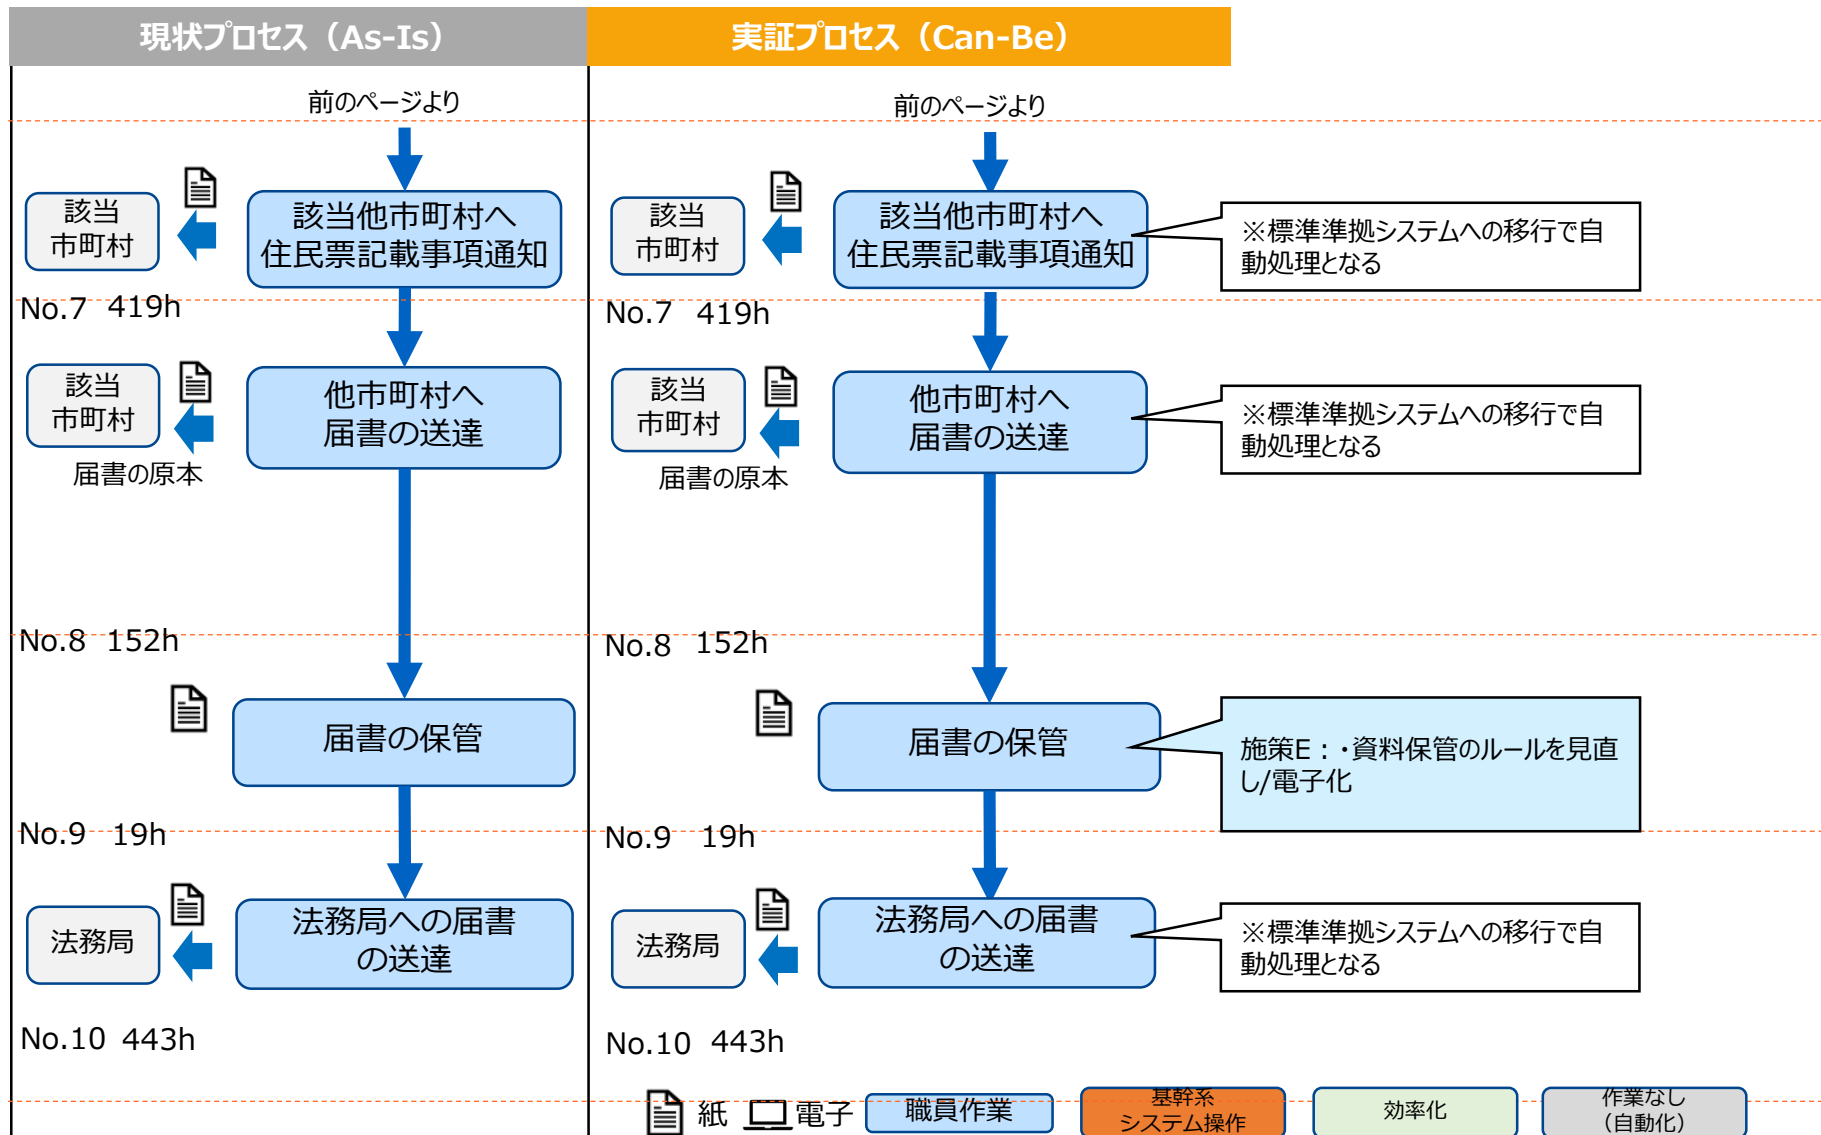 現状プロセス（As-Is）
実証プロセス（Can-Be）
前のページより
該当
市町村
該当他市町村へ
住民票記載事項通知
No.7 419h
該当
市町村
届書の原本
他市町村へ
届書の送達
No.8 152h
届書の保管
No.9 19h
法務局
法務局への届書
の送達
No.10 443h
前のページより
該当
市町村
該当他市町村へ
住民票記載事項通知
※標準準拠システムへの移行で自
動処理となる
No.7 419h
該当
市町村
届書の原本
他市町村へ
届書の送達
※標準準拠システムへの移行で自
動処理となる
No.8 152h
届書の保管
施策E：・資料保管のルールを見直
し/電子化
No.9 19h
法務局
法務局への届書
の送達
※標準準拠システムへの移行で自
動処理となる
No.10 443h
紙
電子
職員作業
基幹系
システム操作
効率化
作業なし
（自動化）